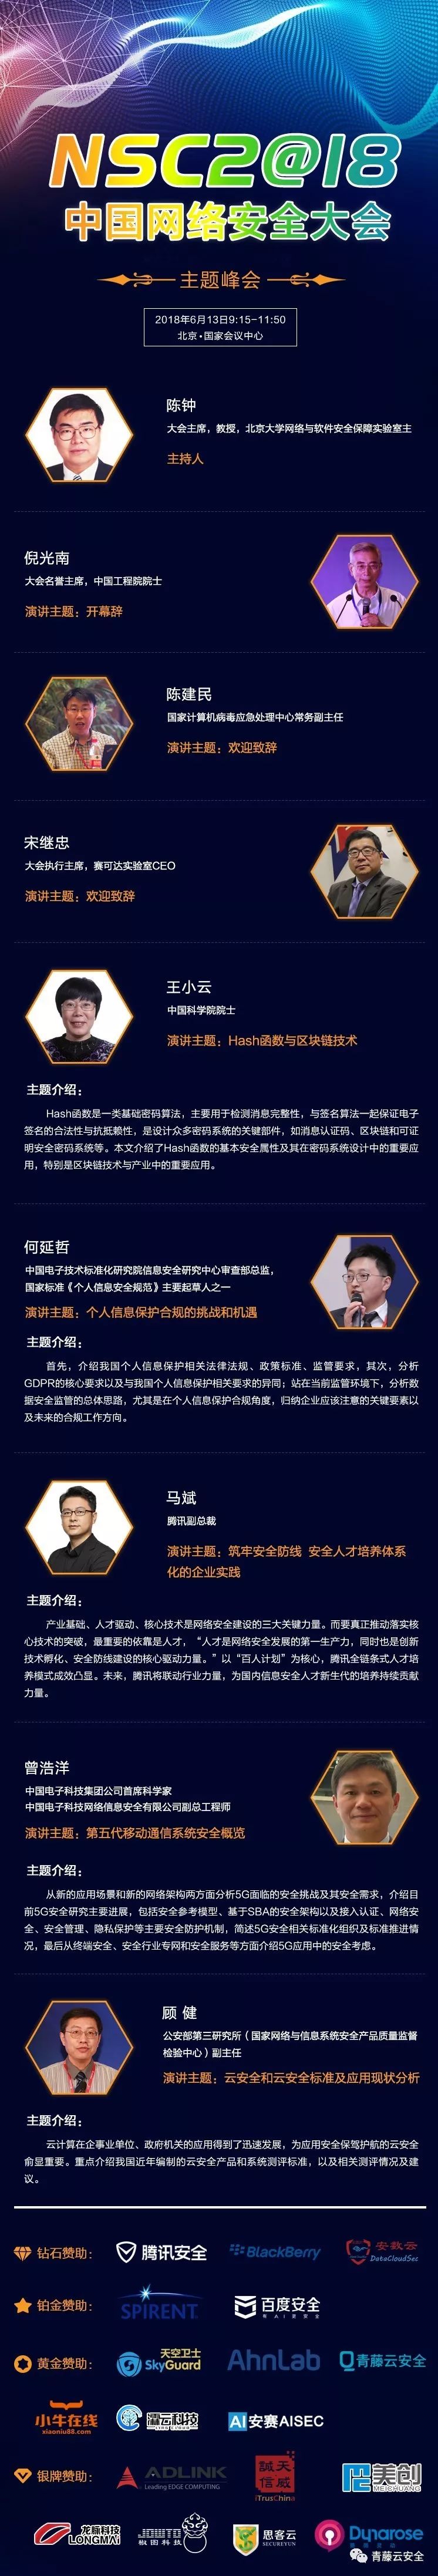 NSC2@18
中国网络安全大会
主题峰会
2018年6月13日9:15-11:50
北京•国家会议中心
陈钟
大会主席，教授，北京大学网络与软件安全保障实验室主
主持人
倪光南
大会名誉主席，中国工程院院士
演讲主题：开幕辞
陈建民
国家计算机病毒应急处理中心常务副主任
演讲主题：欢迎致辞
宋继忠
大会执行主席，赛可达实验室CEO
演讲主题：欢迎致辞
王小云
中国科学院院士
演讲主题：Hash函数与区块链技术
主题介绍：
Hash函数是一类基础密码算法，主要用于检测消息完整性，与签名算法一起保证电子
签名的合法性与抗抵赖性，是设计众多密码系统的关键部件，如消息认证码、区块链和可证
明安全密码系统等。本文介绍了Hash函数的基本安全属性及其在密码系统设计中的重要应
用，特别是区块链技术与产业中的重要应用。
何延哲
中国电子技术标准化研究院信息安全研究中心审查部总监，
国家标准《个人信息安全规范》主要起草人之一
演讲主题：个人信息保护合规的挑战和机遇
主题介绍：
首先，介绍我国个人信息保护相关法律法规、政策标准、监管要求，其次，分析
GDPR的核心要求以及与我国个人信息保护相关要求的异同；站在当前监管环境下，分析数
据安全监管的总体思路，尤其是在个人信息保护合规角度，归纳企业应该注意的关键要素以
及未来的合规工作方向。
马斌
腾讯副总裁
演讲主题：筑牢安全防线 安全人才培养体系
化的企业实践
主题介绍：
产业基础、人才驱动、核心技术是网络安全建设的三大关键力量。而要真正推动落实核
心技术的突破，最重要的依靠是人才，“人才是网络安全发展的第一生产力，同时也是创新
技术孵化、安全防线建设的核心驱动力量。”以“百人计划”为核心，腾讯全链条式人才培
养模式成效凸显。未来，腾讯将联动行业力量，为国内信息安全人才新生代的培养持续贡献
力量。
曾浩洋
中国电子科技集团公司首席科学家
中国电子科技网络信息安全有限公司副总工程师
演讲主题：第五代移动通信系统安全概览
主题介绍：
从新的应用场景和新的网络架构两方面分析5G面临的安全挑战及其安全需求，介绍目
前5G安全研究主要进展，包括安全参考模型、基于SBA的安全架构以及接入认证、网络安
全、安全管理、隐私保护等主要安全防护机制，简述5G安全相关标准化组织及标准推进情
况，最后从终端安全、安全行业专网和安全服务等方面介绍5G应用中的安全考虑。
顾 健
公安部第三研究所（国家网络与信息系统安全产品质量监督
检验中心）副主任
演讲主题：云安全和云安全标准及应用现状分析
主题介绍：
云计算在企事业单位、政府机关的应用得到了迅速发展，为应用安全保驾护航的云安全
俞显重要。重点介绍我国近年编制的云安全产品和系统测评标准，以及相关测评情况及建
议。
钻石赞助： 腾讯安全 BlackBerry 安数云
DataCloudSec
铂金赞助： SPIRENT 百度安全
有AI更安全
黄金赞助： 天空卫士 SkyGuard AhnLab 青藤云安全
小牛在线 瀛云科技 AI 安赛AISEC
xiaoniu88.com
银牌赞助： ADLINK 天威诚信 美创
Leading EDGE COMPUTING iTrusChina MEICHUANG
龙脉科技 椒图科技 思客云 Dynarose
LONGMAI JOWTO SECUREYUN
青藤云安全